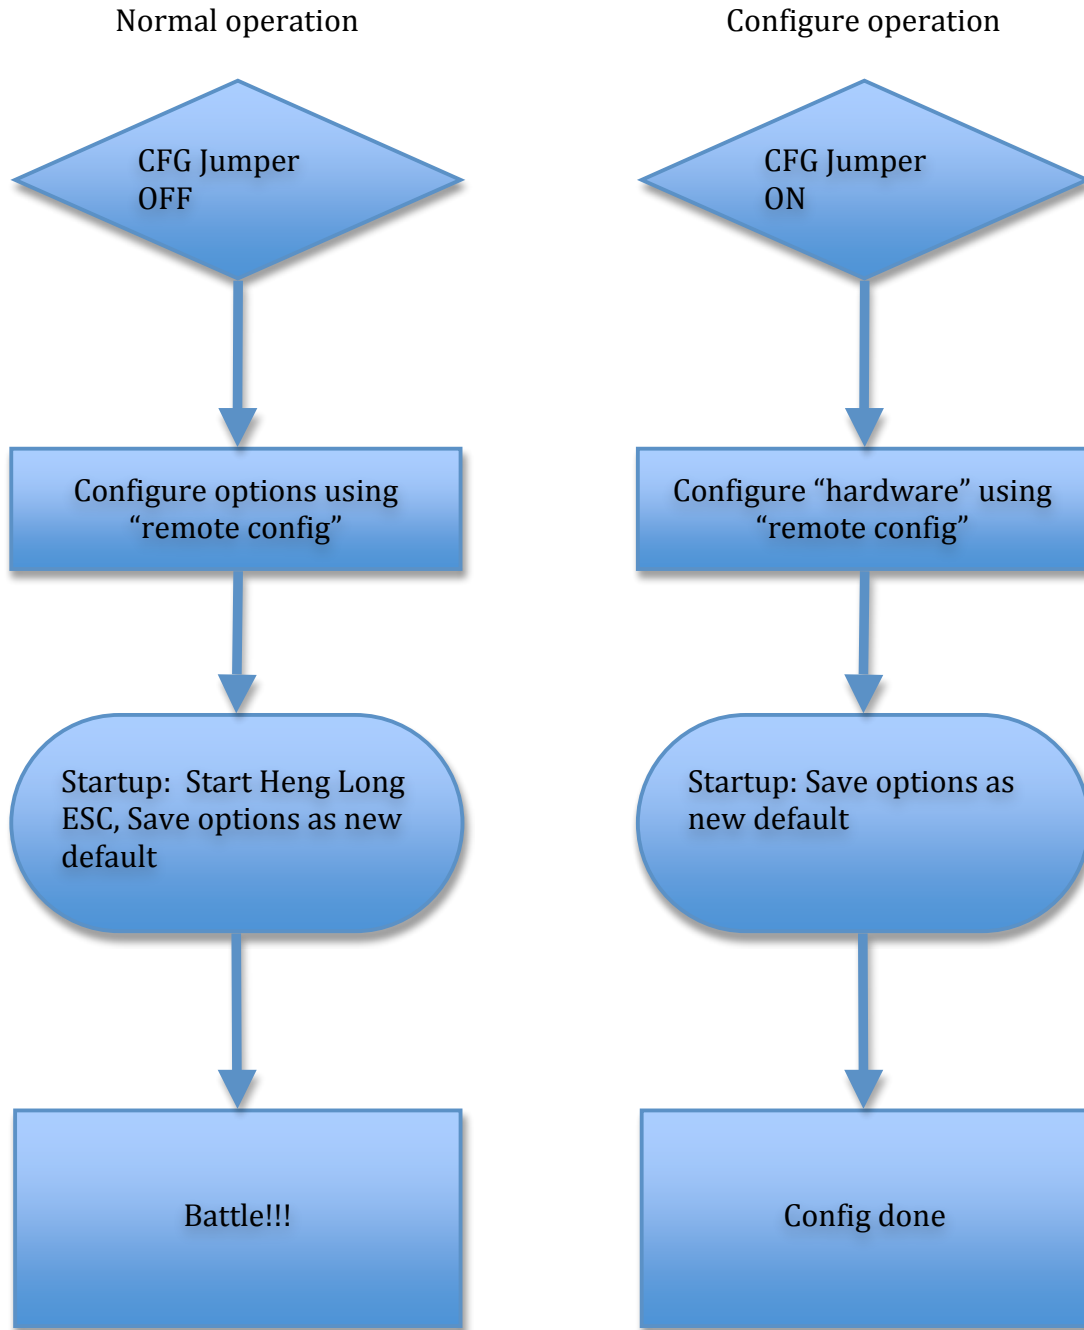 Normal operation
CFG Jumper
OFF
Configure options using
“remote config”
Startup:  Start Heng Long
ESC, Save options as new
default
Battle!!!
Configure operation
CFG Jumper
ON
Configure “hardware” using
“remote config”
Startup: Save options as
new default
Config done